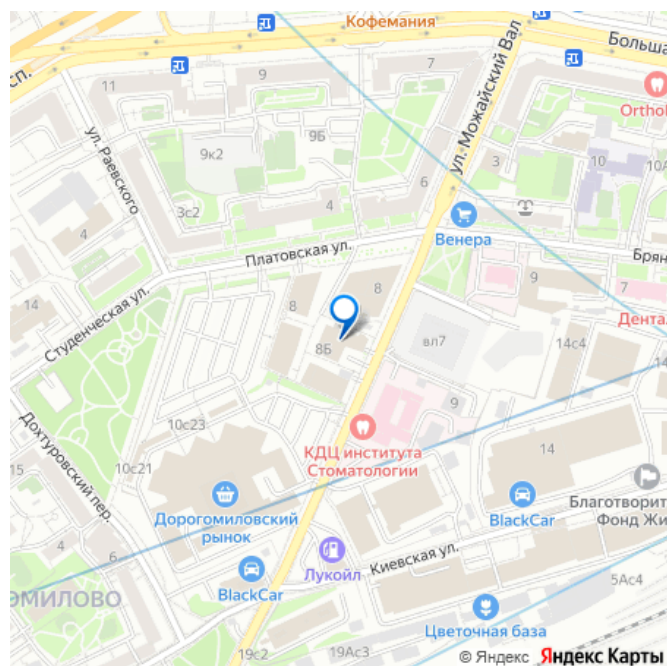 Кофемания
Больша
сп.
11
9
7
ул. Можайский Вал
Orthol
ул. Раевского
9Б
9к2
3
10
10А
6
3с2
4
4
Венера
Платовская ул.
Брян
Студенческая ул.
14
8
8
9
7
Дента
8Б
вл7
14с4
Дохтуровский пер.
10с23
9
КДЦ института
Стоматологии
15
10с21
14
Дорогомиловский
рынок
BlackCar
Благотворит
Фонд Жи
4
6
Лукойл
Киевская ул.
ОМИЛОВО
BlackCar
5Ас4
Цветочная база
19с2
19Ас3
© Яндекс Яндекс Карты